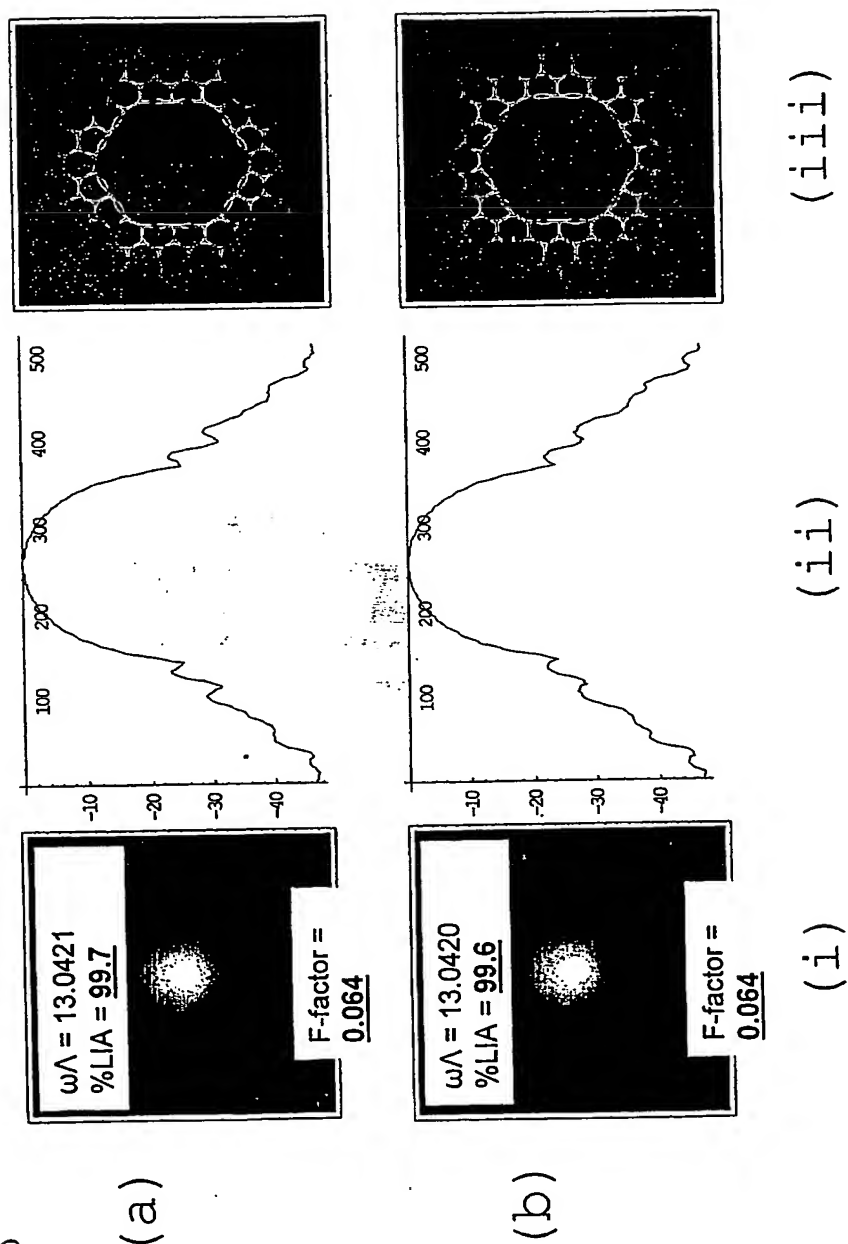 (a)
ωΛ = 13.0421
%LIA = 99.7
F-factor =
0.064
-10
-20
-30
-40
100
200
300
400
500
(b)
ωΛ = 13.0420
%LIA = 99.6
F-factor =
0.064
-10
-20
-30
-40
100
200
300
400
500
(i)
(ii)
(iii)